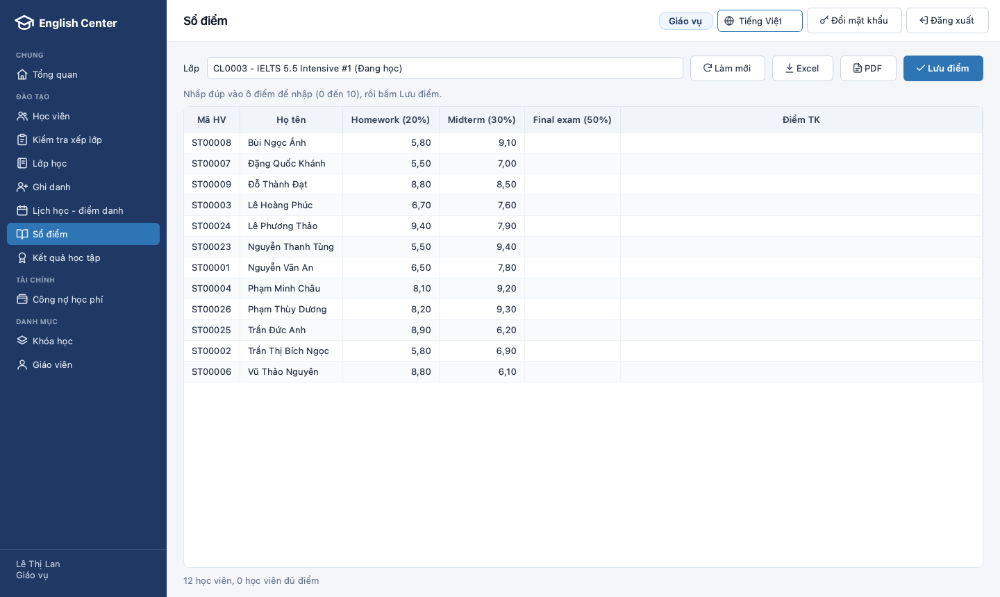 English Center
CHUNG
Tổng quan
ĐÀO TẠO
Học viên
Kiểm tra xếp lớp
Lớp học
Ghi danh
Lịch học - điểm danh
Sổ điểm
Kết quả học tập
TÀI CHÍNH
Công nợ học phí
DANH MỤC
Khóa học
Giáo viên
Lê Thị Lan
Giáo vụ
Sổ điểm
Giáo vụ Tiếng Việt Đổi mật khẩu Đăng xuất
Lớp CL0003 - IELTS 5.5 Intensive #1 (Đang học) Làm mới Excel PDF Lưu điểm
Nhấp đúp vào ô điểm để nhập (0 đến 10), rồi bấm Lưu điểm.
Mã HV Họ tên Homework (20%) Midterm (30%) Final exam (50%) Điểm TK
ST00008 Bùi Ngọc Ánh 5,80 9,10
ST00007 Đặng Quốc Khánh 5,50 7,00
ST00009 Đỗ Thành Đạt 8,80 8,50
ST00003 Lê Hoàng Phúc 6,70 7,60
ST00024 Lê Phương Thảo 9,40 7,90
ST00023 Nguyễn Thanh Tùng 5,50 9,40
ST00001 Nguyễn Văn An 6,50 7,80
ST00004 Phạm Minh Châu 8,10 9,20
ST00026 Phạm Thùy Dương 8,20 9,30
ST00025 Trần Đức Anh 8,90 6,20
ST00002 Trần Thị Bích Ngọc 5,80 6,90
ST00006 Vũ Thảo Nguyên 8,80 6,10
12 học viên, 0 học viên đủ điểm